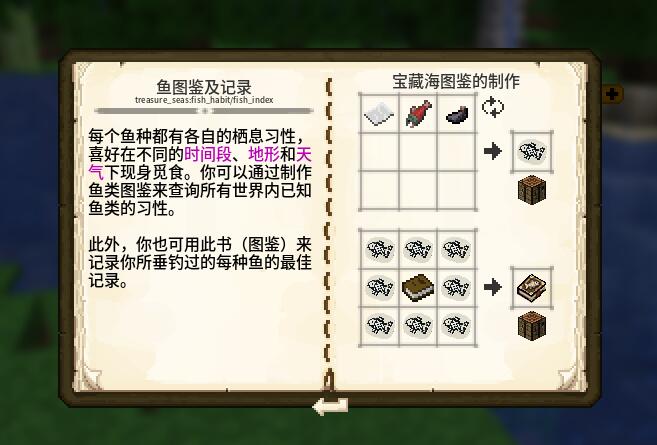 鱼图鉴及记录
treasure_seas:fish_habit/fish_index
每个鱼种都有各自的栖息习性，
喜好在不同的时间段、地形和天
气下现身觅食。你可以通过制作
鱼类图鉴来查询所有世界内已知
鱼类的习性。
此外，你也可用此书（图鉴）来
记录你所垂钓过的每种鱼的最佳
记录。
宝藏海图鉴的制作